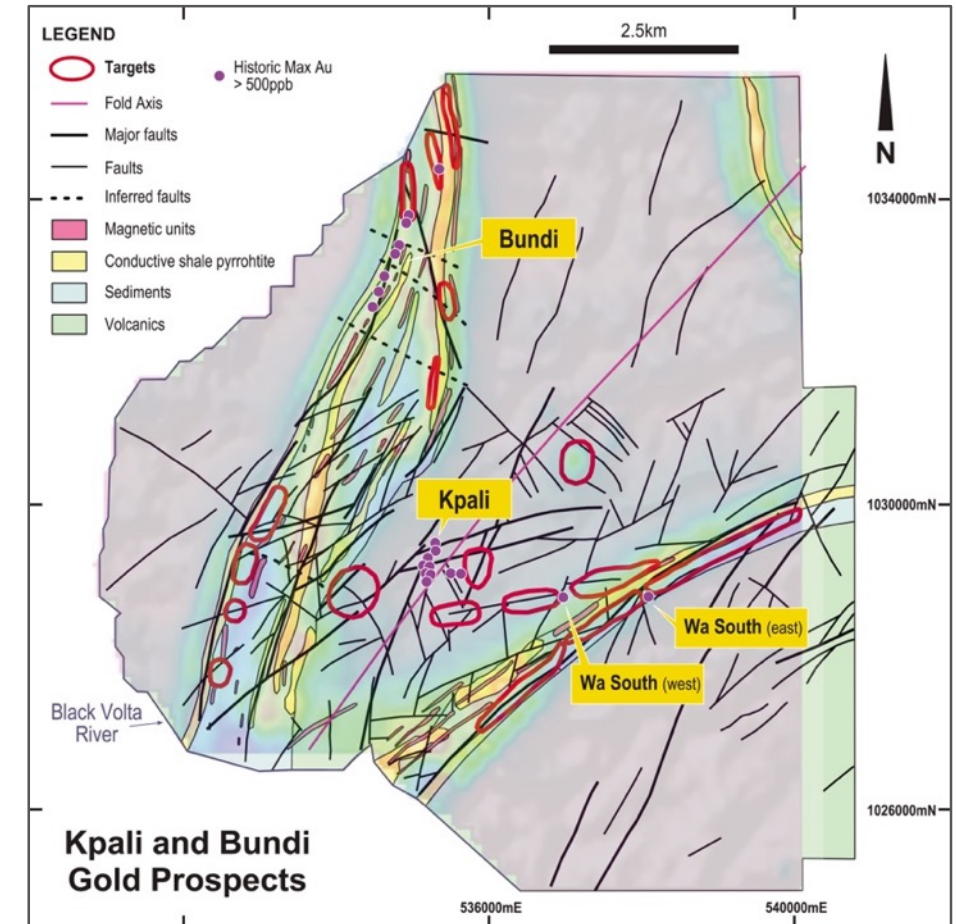 LEGEND
Targets
Historic Max Au
> 500ppb
Fold Axis
Major faults
Faults
Inferred faults
Magnetic units
Conductive shale pyrrhotite
Sediments
Volcanics
2.5km
N
1034000mN
Bundi
Kpali
1030000mN
Wa South (east)
Wa South (west)
Black Volta
River
1026000mN
Kpali and Bundi
Gold Prospects
536000mE
540000mE